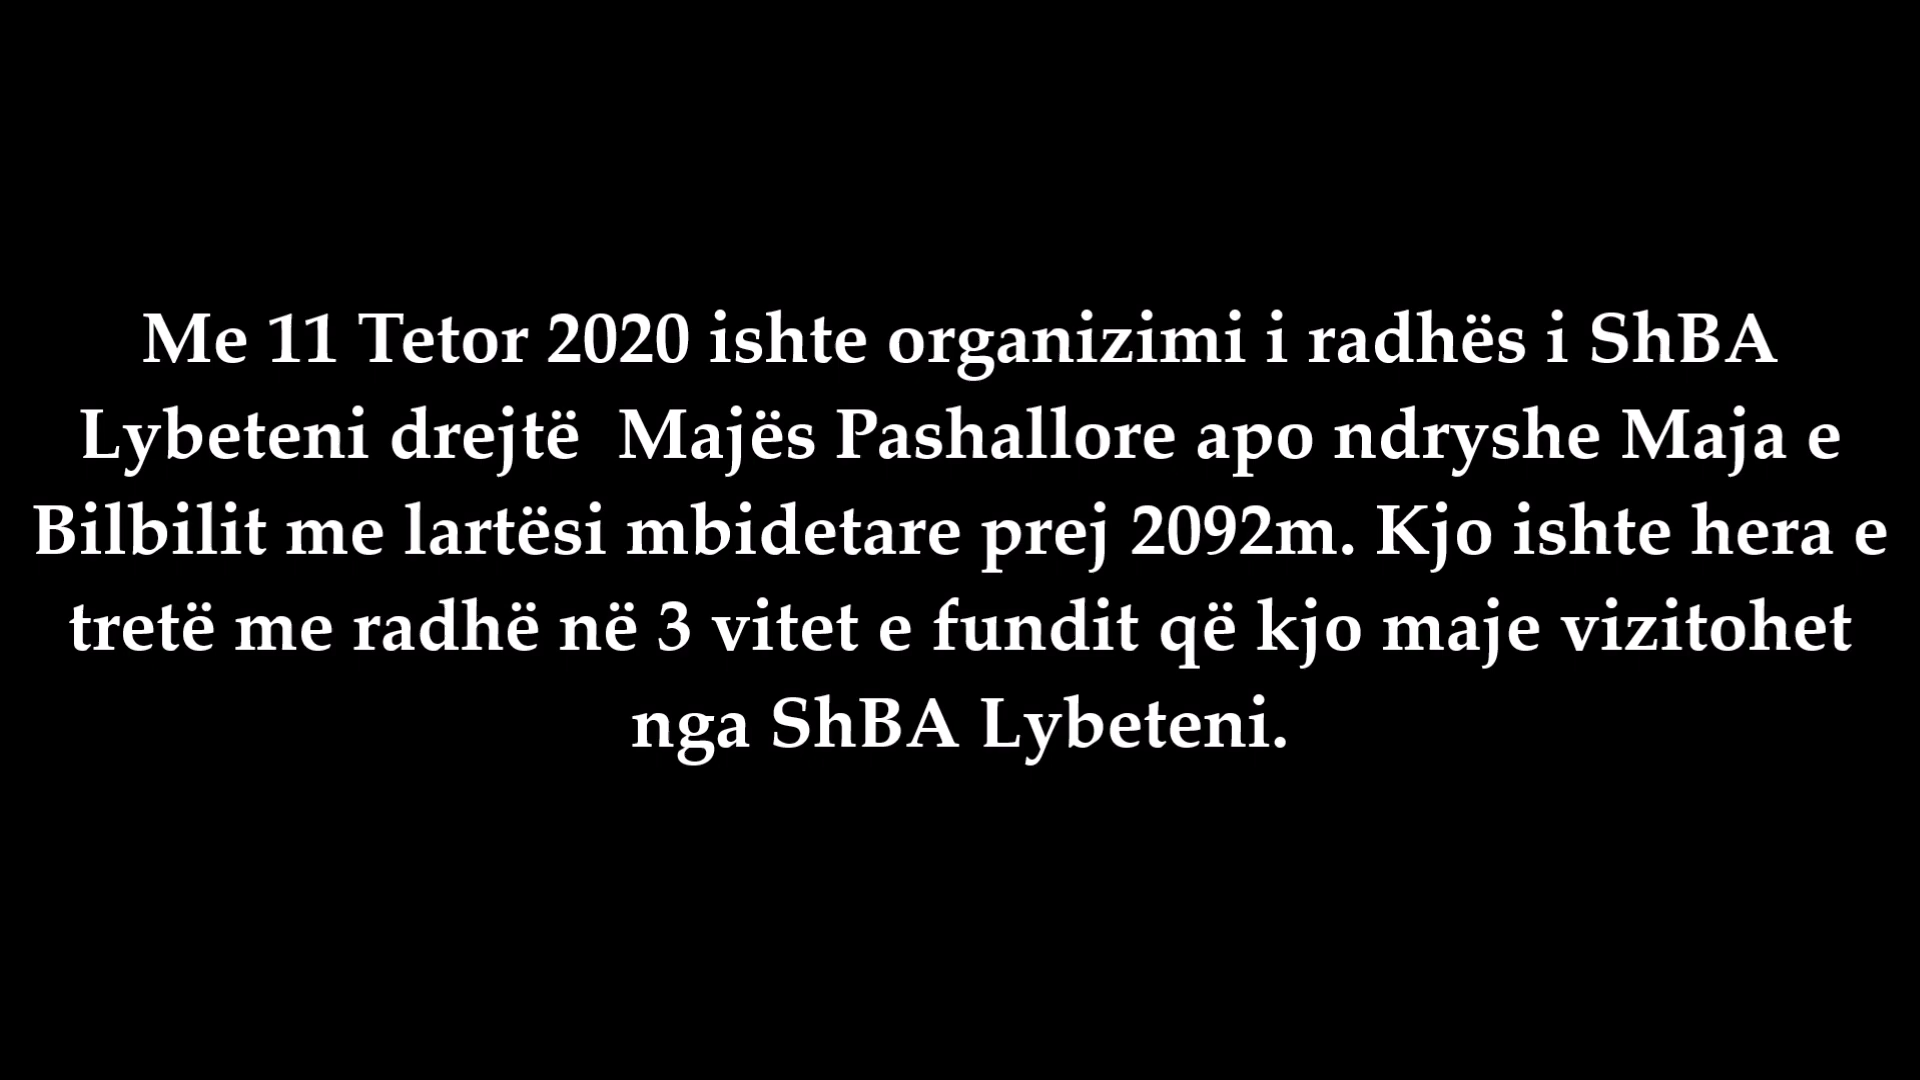 Me 11 Tetor 2020 ishte organizimi i radhës i ShBA
Lybeteni drejtë  Majës Pashallore apo ndryshe Maja e
Bilbilit me lartësi mbidetare prej 2092m. Kjo ishte hera e
tretë me radhë në 3 vitet e fundit që kjo maje vizitohet
nga ShBA Lybeteni.